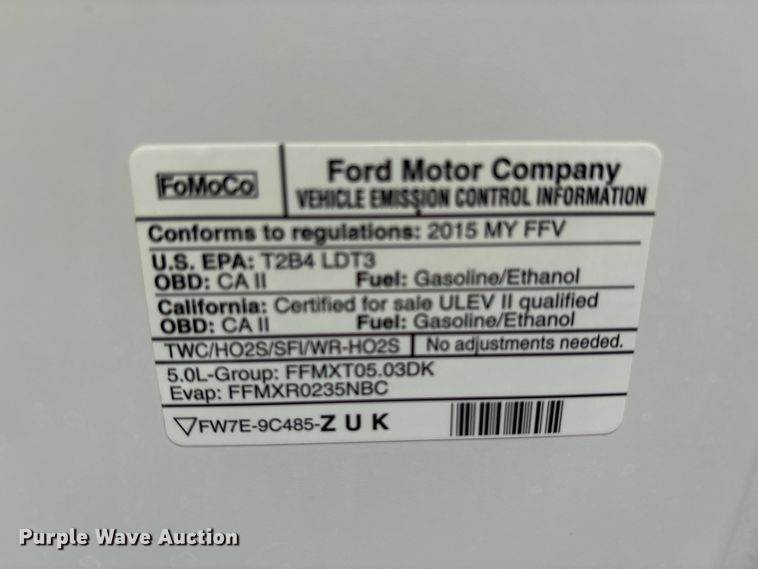 FoMoCo
Ford Motor Company
VEHICLE EMISSION CONTROL INFORMATION
Conforms to regulations: 2015 MY FFV
U.S. EPA: T2B4 LDT3
OBD: CA II Fuel: Gasoline/Ethanol
California: Certified for sale ULEV II qualified
OBD: CA II Fuel: Gasoline/Ethanol
TWC/HO2S/SFI/WR-HO2S No adjustments needed.
5.0L-Group: FFMXT05.03DK
Evap: FFMXR0235NBC
FW7E-9C485-Z U K
Purple Wave Auction